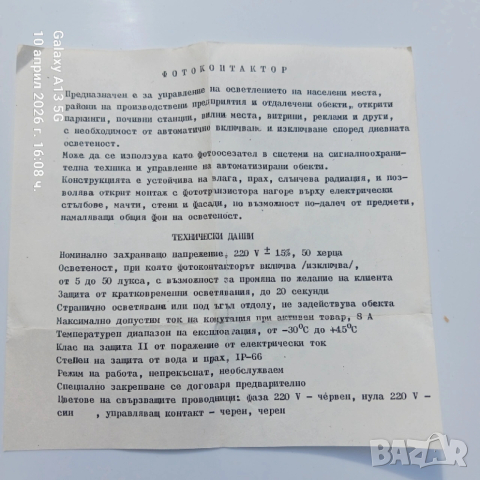 Galaxy A13 5G
10 април 2026 г. 16:08 ч.
ФОТОКОНТАКТОР
Предназначен е за управление на осветлението на населени места,
райони на производствени предприятия и отдалечени обекти, открити
паркинги, почивни станции, вилни места, витрини, реклами и други,
с необходимост от автоматично включване и изключване според дневната
осветеност.
Може да се използува като фотоосезател в системи на сигналноохрани-
телна техника и управление на автоматизирани обекти.
Конструкцията е устойчива на влага, прах, слънчева радиация, и поз-
волява открит монтаж с фототранзистора нагоре върху електрически
стълбове, мачти, стени и фасади, по възможност по-далеч от предмети,
намаляващи общия фон на осветеност.
ТЕХНИЧЕСКИ ДАННИ
Номинално захранващо напрежение, 220 V ± 15%, 50 херца
Осветеност, при която фотоконтакторът включва /изключва/,
от 5 до 50 лукса, с възможност за промяна по желание на клиента
Защита от кратковременни осветявания, до 20 секунди
Странично осветяване или под ъгъл отдолу, не задействува обекта
Максимално допустим ток на комутация при активен товар, 8 А
Температурен диапазон на експлоатация, от -30°С до +45°С
Клас на защита II от поражение от електрически ток
Степен на защита от вода и прах, IP-66
Режим на работа, непрекъснат, необслужваем
Специално закрепване се договаря предварително
Цветове на свързващите проводници: фаза 220 V - червен, нула 220 V -
син , управляващ контакт - черен, черен
BAZAR